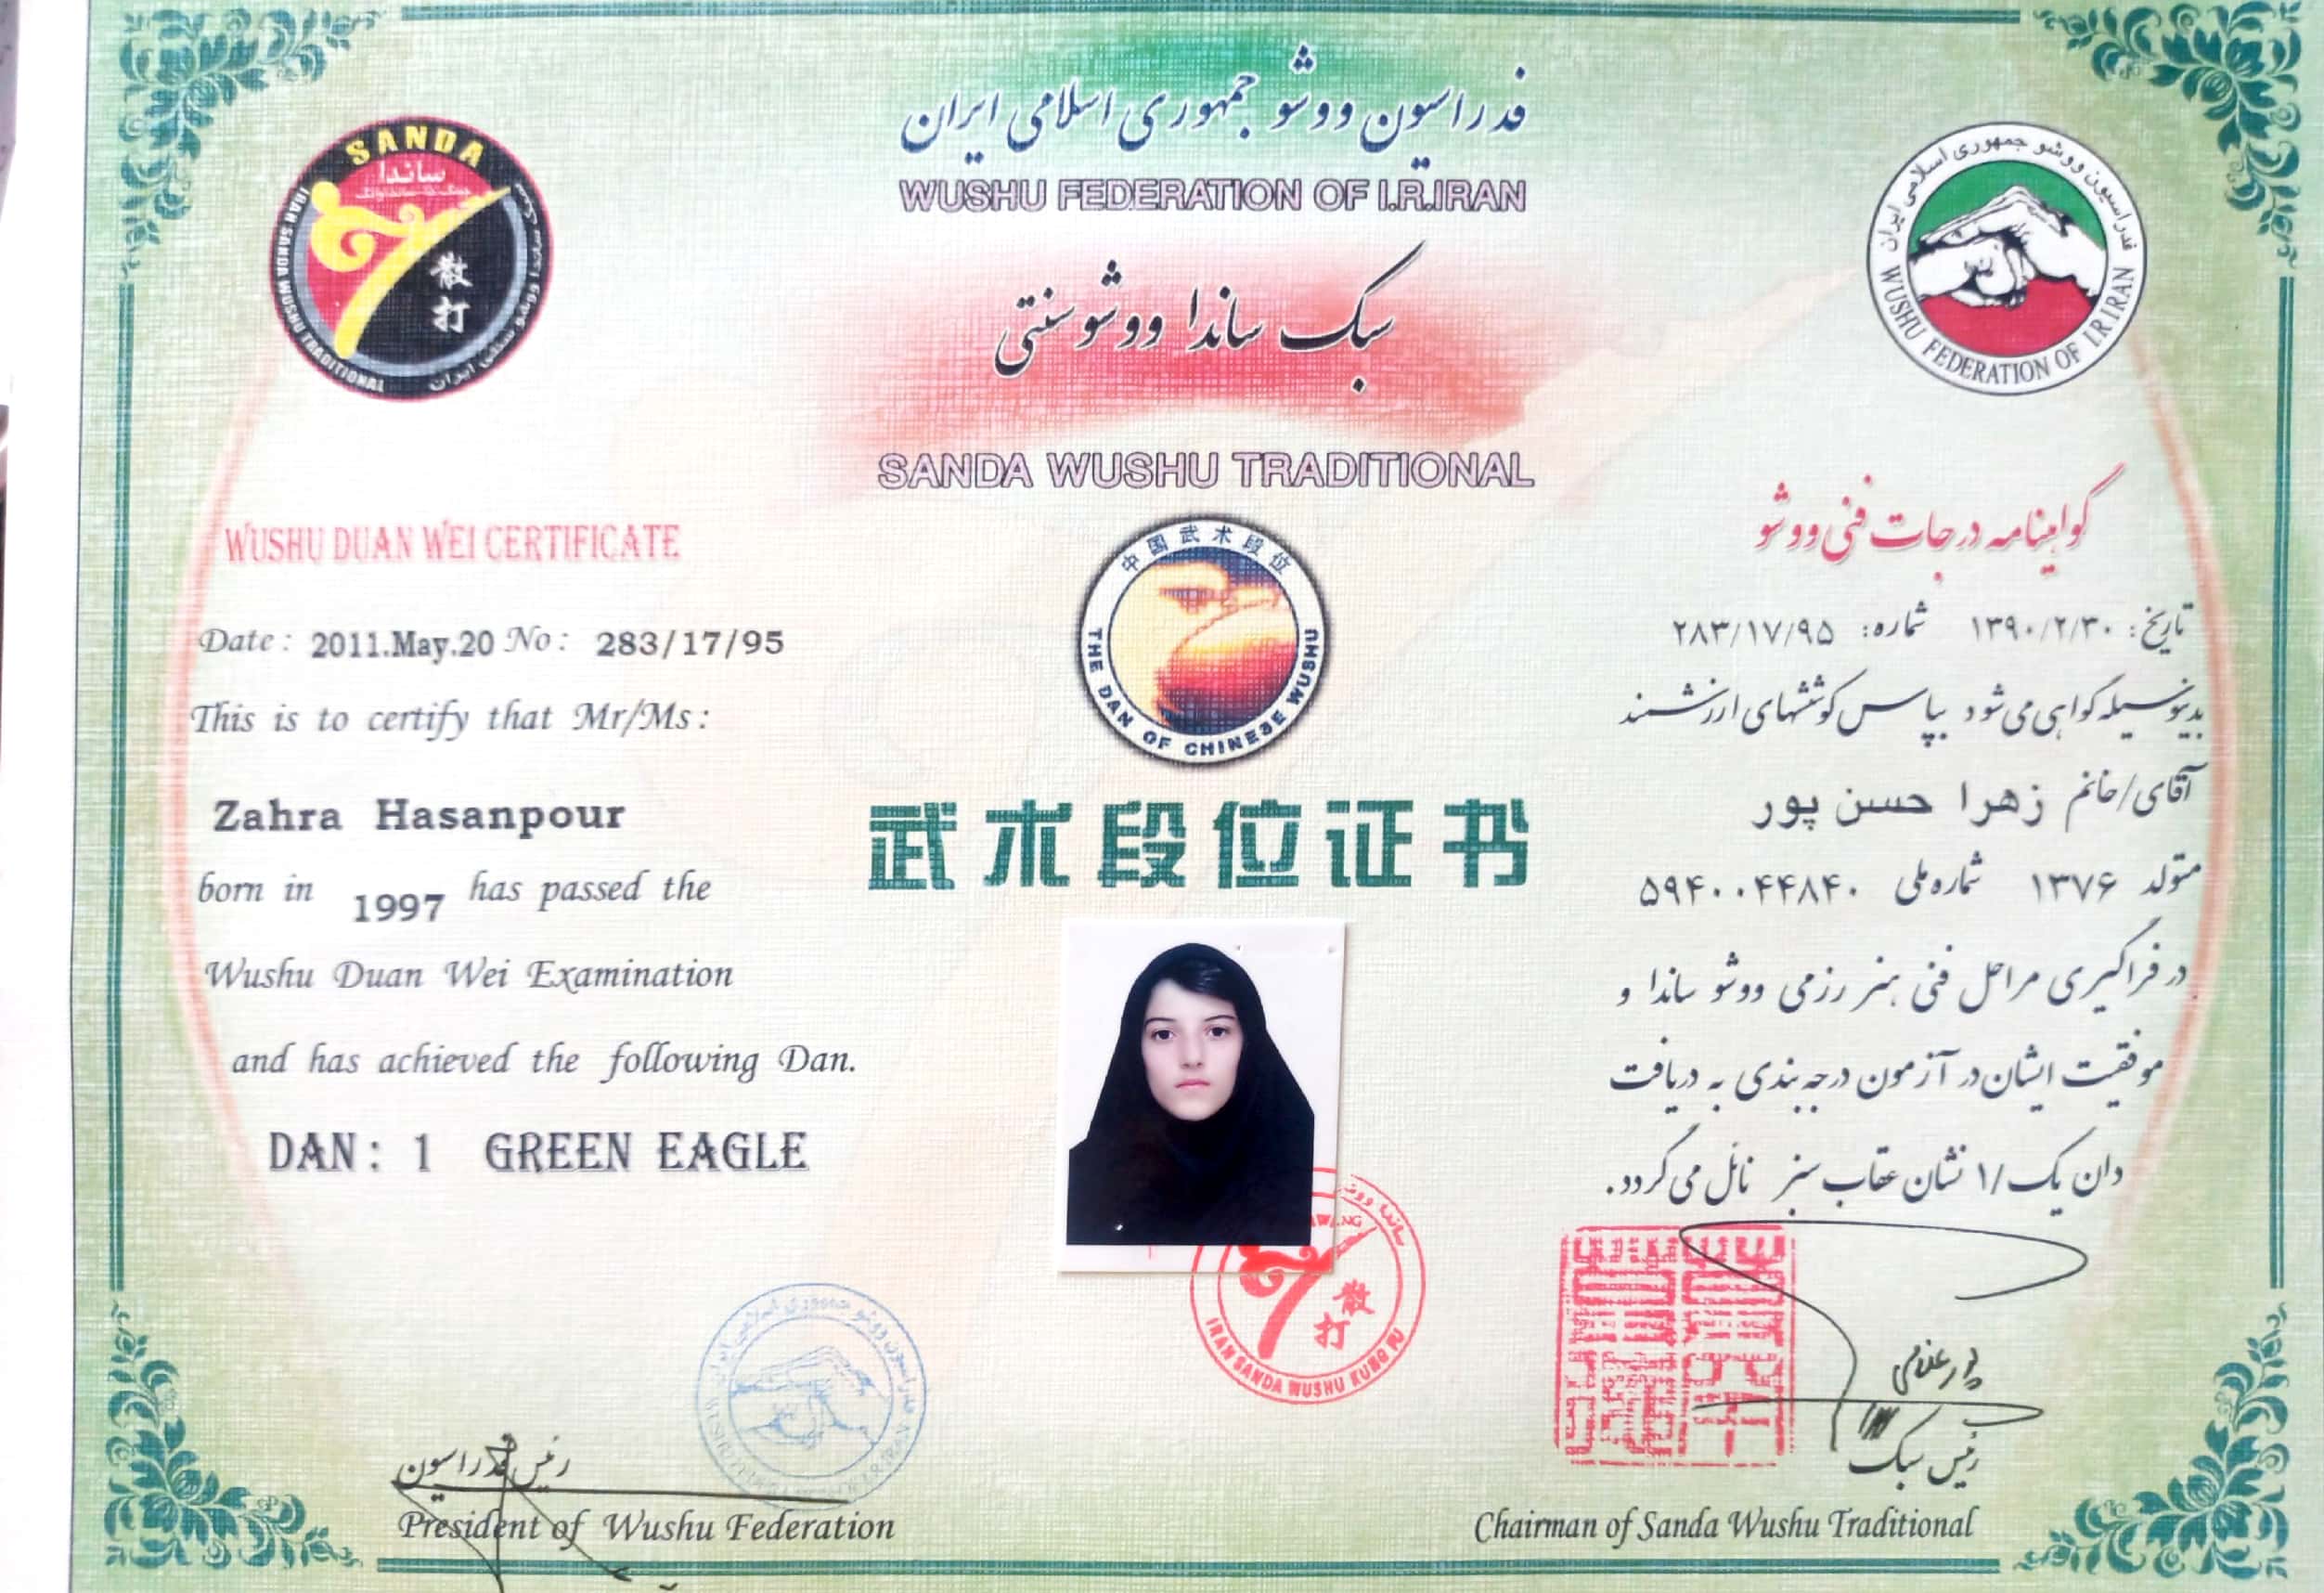 فدراسیون ووشو جمهوری اسلامی ایران
WUSHU FEDERATION OF I.R.IRAN
سبک ساندا ووشو سنتی
SANDA WUSHU TRADITIONAL
SANDA
ساندا
散打
IRAN SANDA WUSHU TRADITIONAL
فدراسیون ووشو جمهوری اسلامی ایران
WUSHU FEDERATION OF I.R IRAN
中国武术段位
THE DAN OF CHINESE WUSHU
武术段位证书
WUSHU DUAN WEI CERTIFICATE
Date: 2011.May.20 No: 283/17/95
This is to certify that Mr/Ms:
Zahra Hasanpour
born in 1997 has passed the
Wushu Duan Wei Examination
and has achieved the following Dan.
DAN: 1 GREEN EAGLE
گواهینامه درجات فنی ووشو
تاریخ: ۱۳۹۰/۲/۳۰ شماره: ۲۸۳/۱۷/۹۵
بدینوسیله گواهی می شود بپاس کوششهای ارزشمند
آقای/خانم زهرا حسن پور
متولد ۱۳۷۶ شماره ملی ۵۹۴۰۰۴۴۸۴۰
در فراگیری مراحل فنی هنر رزمی ووشو ساندا و
موفقیت ایشان در آزمون درجه بندی به دریافت
دان یک/۱ نشان عقاب سبز نائل می گردد.
散打
IRAN SANDA WUSHU KUNG FU
رئیس فدراسیون
President of Wushu Federation
رئیس سبک
Chairman of Sanda Wushu Traditional